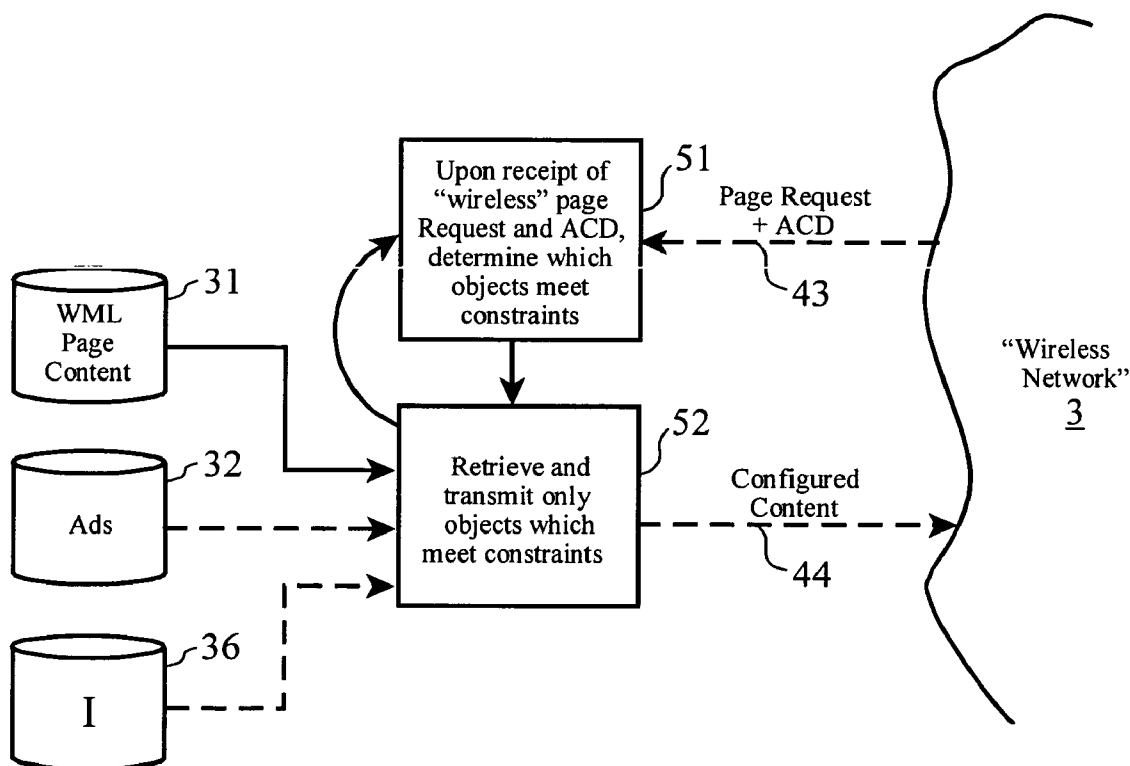 Upon receipt of
“wireless” page
Request and ACD,
determine which
objects meet
constraints
51
Page Request
+ ACD
43
31
WML
Page
Content
“Wireless
Network”
3
32
Ads
52
Retrieve and
transmit only
objects which
meet constraints
Configured
Content
44
36
I